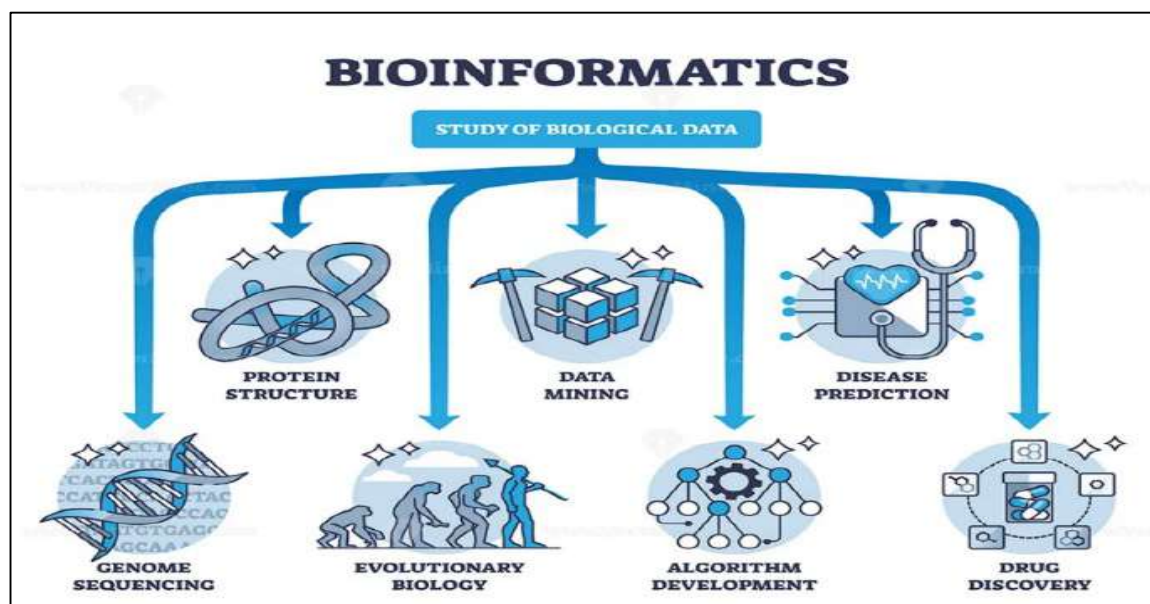 BIOINFORMATICS
STUDY OF BIOLOGICAL DATA
PROTEIN
STRUCTURE
DATA
MINING
DISEASE
PREDICTION
GENOME
SEQUENCING
EVOLUTIONARY
BIOLOGY
ALGORITHM
DEVELOPMENT
DRUG
DISCOVERY